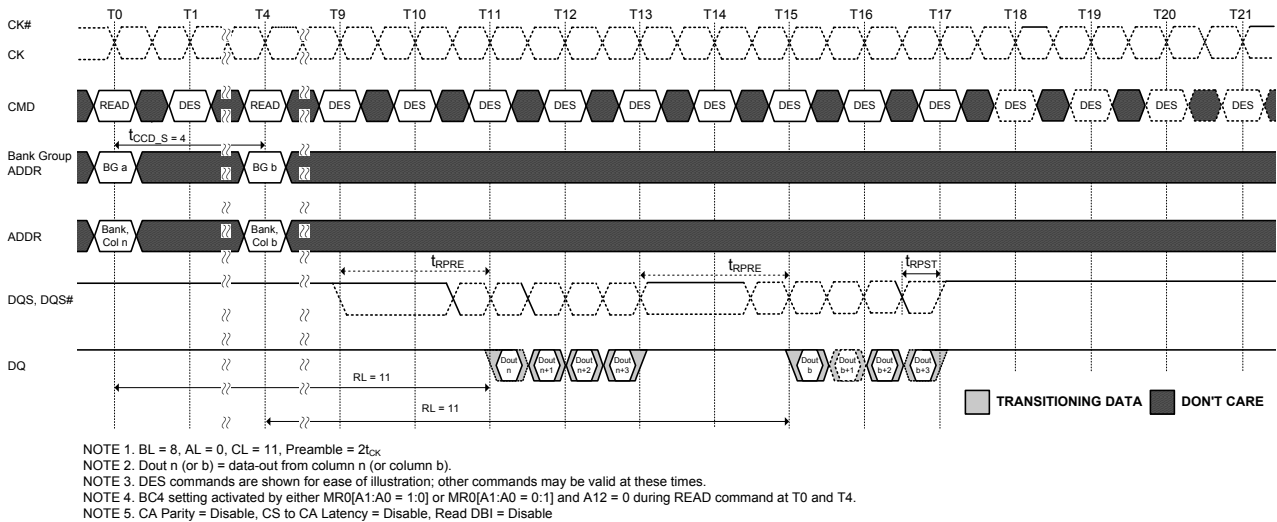 T0 T1 T4 T9 T10 T11 T12 T13 T14 T15 T16 T17 T18 T19 T20 T21
CK#
CK
CMD READ DES READ DES DES DES DES DES DES DES DES DES DES DES DES DES
tCCD_S = 4
Bank Group
ADDR
BG a BG b
ADDR
Bank,
Col n
Bank,
Col b
tRPRE tRPRE tRPST
DQS, DQS#
DQ
Dout
n
Dout
n+1
Dout
n+2
Dout
n+3
Dout
b
Dout
b+1
Dout
b+2
Dout
b+3
RL = 11
RL = 11
TRANSITIONING DATA DON'T CARE
NOTE 1. BL = 8, AL = 0, CL = 11, Preamble = 2tCK
NOTE 2. Dout n (or b) = data-out from column n (or column b).
NOTE 3. DES commands are shown for ease of illustration; other commands may be valid at these times.
NOTE 4. BC4 setting activated by either MR0[A1:A0 = 1:0] or MR0[A1:A0 = 0:1] and A12 = 0 during READ command at T0 and T4.
NOTE 5. CA Parity = Disable, CS to CA Latency = Disable, Read DBI = Disable